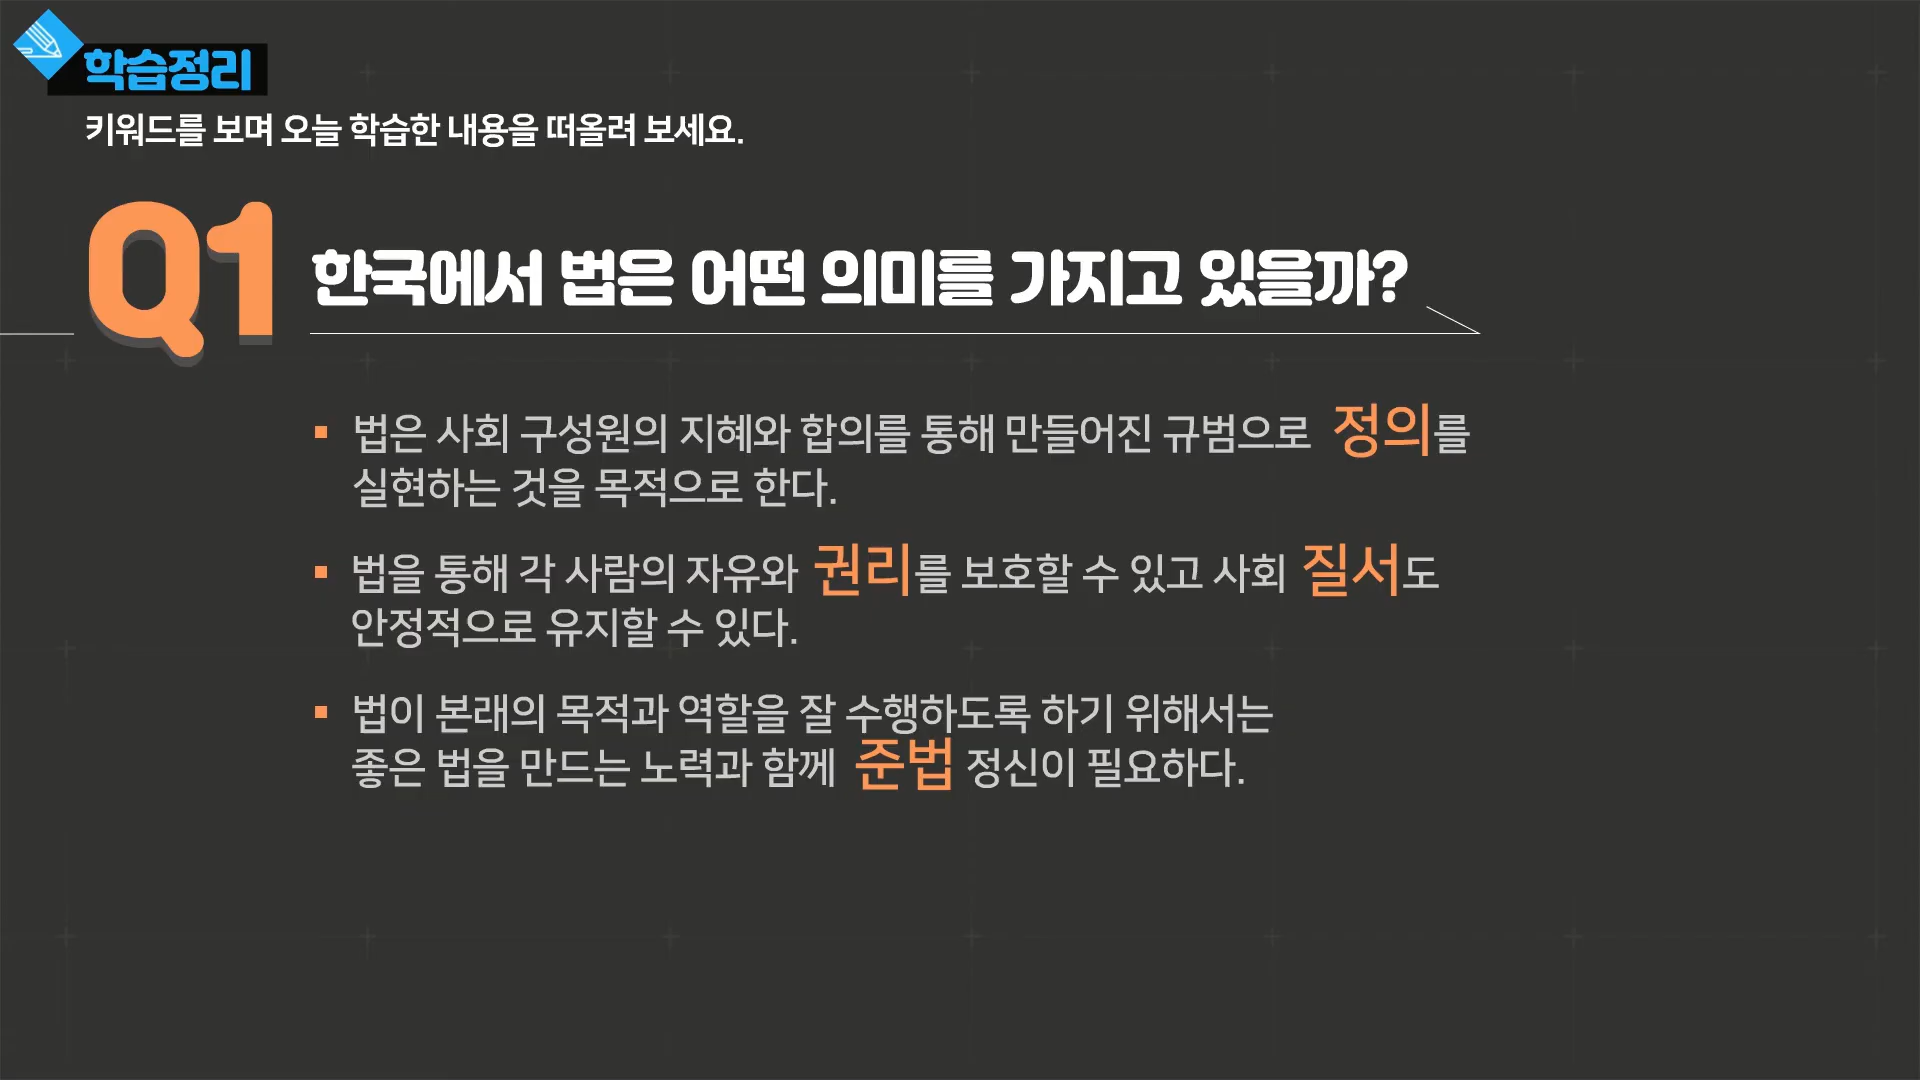 학습정리
키워드를 보며 오늘 학습한 내용을 떠올려 보세요.
Q1 한국에서 법은 어떤 의미를 가지고 있을까?
▪ 법은 사회 구성원의 지혜와 합의를 통해 만들어진 규범으로 정의를
실현하는 것을 목적으로 한다.
▪ 법을 통해 각 사람의 자유와 권리를 보호할 수 있고 사회 질서도
안정적으로 유지할 수 있다.
▪ 법이 본래의 목적과 역할을 잘 수행하도록 하기 위해서는
좋은 법을 만드는 노력과 함께 준법 정신이 필요하다.